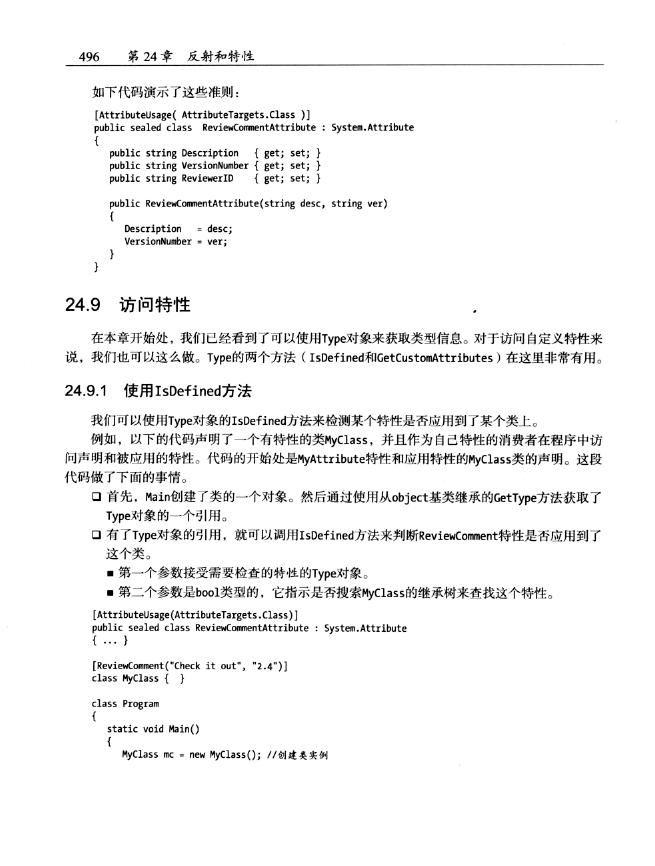 496 第24章 反射和特性
如下代码演示了这些准则：
[AttributeUsage( AttributeTargets.Class )]
public sealed class ReviewCommentAttribute : System.Attribute
{
public string Description { get; set; }
public string VersionNumber { get; set; }
public string ReviewerID { get; set; }
public ReviewCommentAttribute(string desc, string ver)
{
Description = desc;
VersionNumber = ver;
}
}
24.9 访问特性
在本章开始处，我们已经看到了可以使用Type对象来获取类型信息。对于访问自定义特性来
说，我们也可以这么做。Type的两个方法（IsDefined和GetCustomAttributes）在这里非常有用。
24.9.1 使用IsDefined方法
我们可以使用Type对象的IsDefined方法来检测某个特性是否应用到了某个类上。
例如，以下的代码声明了一个有特性的类MyClass，并且作为自己特性的消费者在程序中访
问声明和被应用的特性。代码的开始处是MyAttribute特性和应用特性的MyClass类的声明。这段
代码做了下面的事情。
❑ 首先，Main创建了类的一个对象。然后通过使用从object基类继承的GetType方法获取了
Type对象的一个引用。
❑ 有了Type对象的引用，就可以调用IsDefined方法来判断ReviewComment特性是否应用到了
这个类。
■ 第一个参数接受需要检查的特性的Type对象。
■ 第二个参数是bool类型的，它指示是否搜索MyClass的继承树来查找这个特性。
[AttributeUsage(AttributeTargets.Class)]
public sealed class ReviewCommentAttribute : System.Attribute
{ ... }
[ReviewComment("Check it out", "2.4")]
class MyClass { }
class Program
{
static void Main()
{
MyClass mc = new MyClass(); //创建类实例